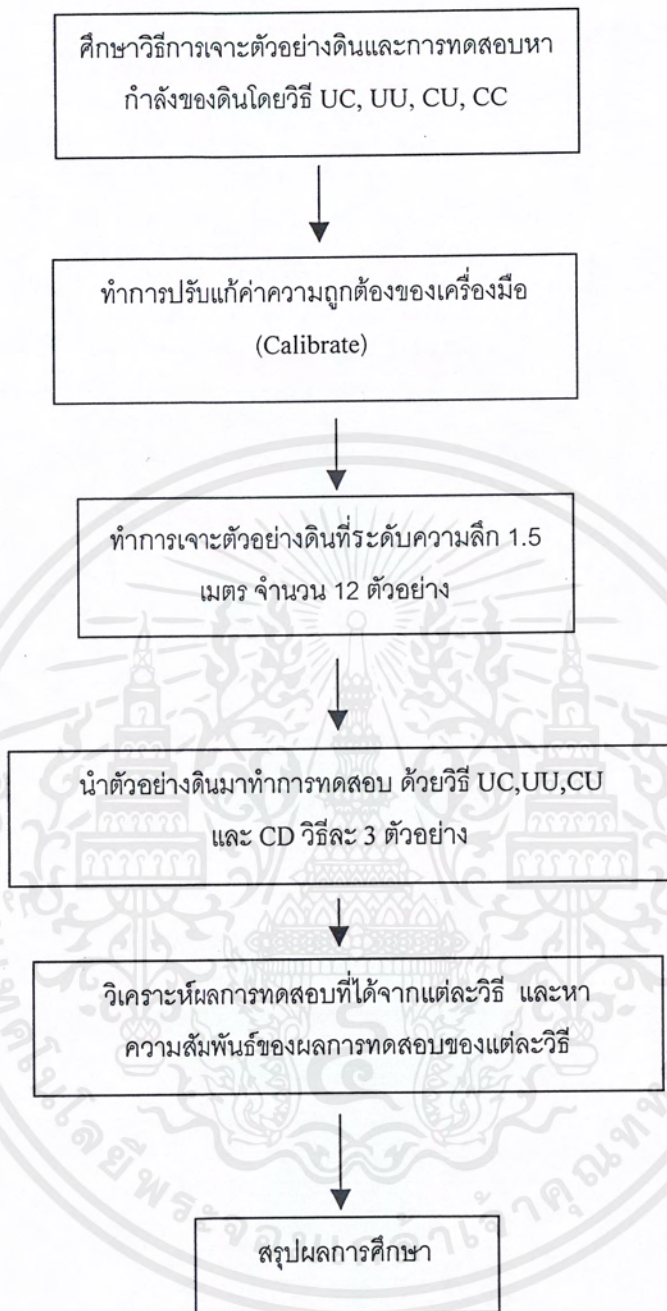 ศึกษาวิธีการเจาะตัวอย่างดินและการทดสอบหา
กำลังของดินโดยวิธี UC, UU, CU, CC
ทำการปรับแก้ค่าความถูกต้องของเครื่องมือ
(Calibrate)
ทำการเจาะตัวอย่างดินที่ระดับความลึก 1.5
เมตร จำนวน 12 ตัวอย่าง
นำตัวอย่างดินมาทำการทดสอบ ด้วยวิธี UC,UU,CU
และ CD วิธีละ 3 ตัวอย่าง
วิเคราะห์ผลการทดสอบที่ได้จากแต่ละวิธี และหา
ความสัมพันธ์ของผลการทดสอบของแต่ละวิธี
สรุปผลการศึกษา